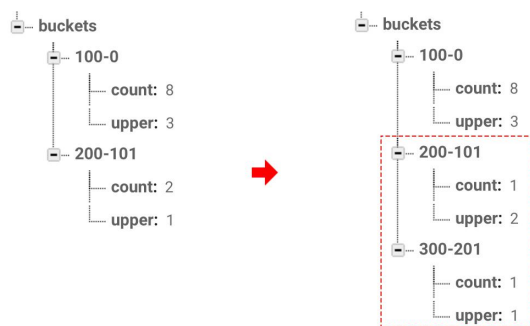 buckets
100-0
count: 8
upper: 3
200-101
count: 2
upper: 1
buckets
100-0
count: 8
upper: 3
200-101
count: 1
upper: 2
300-201
count: 1
upper: 1